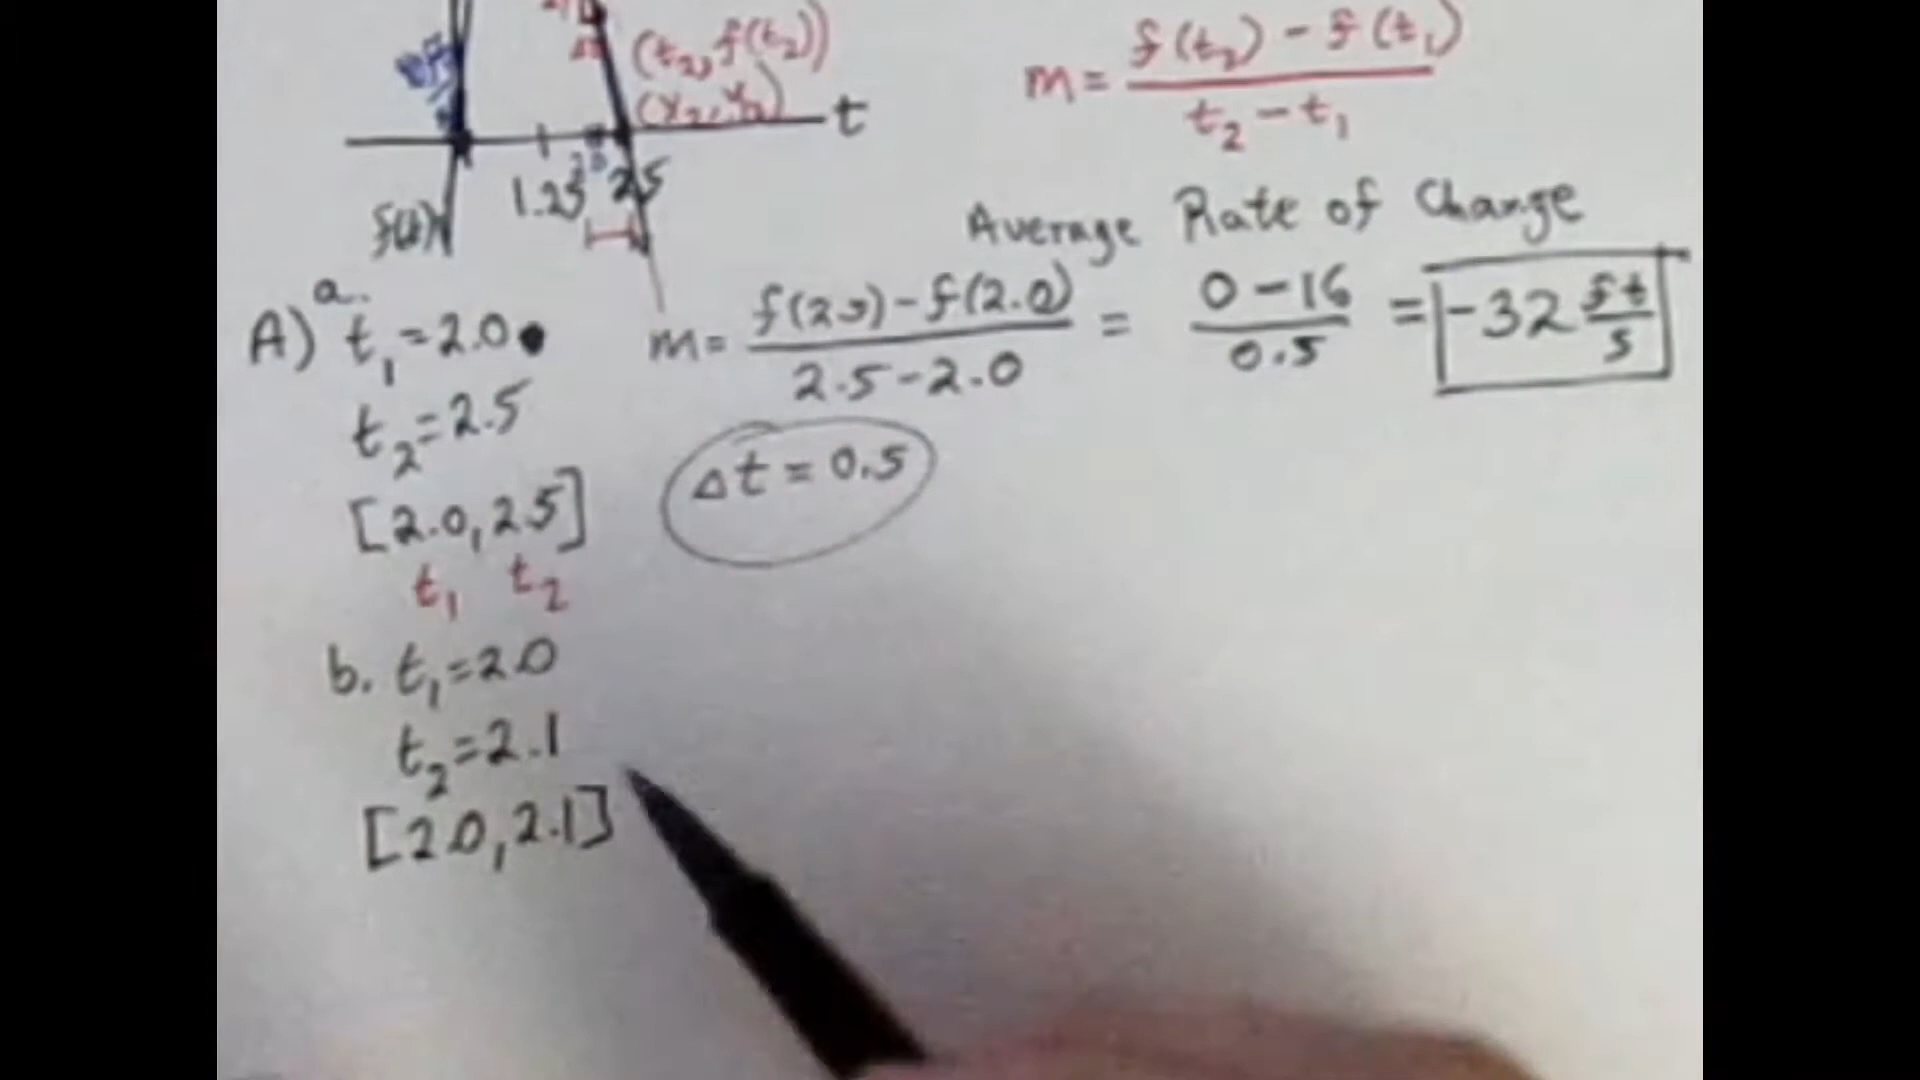 (t₂, f(t₂))
(x₂, y₂)
t
1.25
2.5
f(t)
m = (f(t₂) - f(t₁)) / (t₂ - t₁)
Average Rate of Change
A) a. t₁ = 2.0
m = (f(2.5) - f(2.0)) / (2.5 - 2.0) = (0 - 16) / 0.5 = -32 ft/s
t₂ = 2.5
Δt = 0.5
[2.0, 2.5]
t₁ t₂
b. t₁ = 2.0
t₂ = 2.1
[2.0, 2.1]